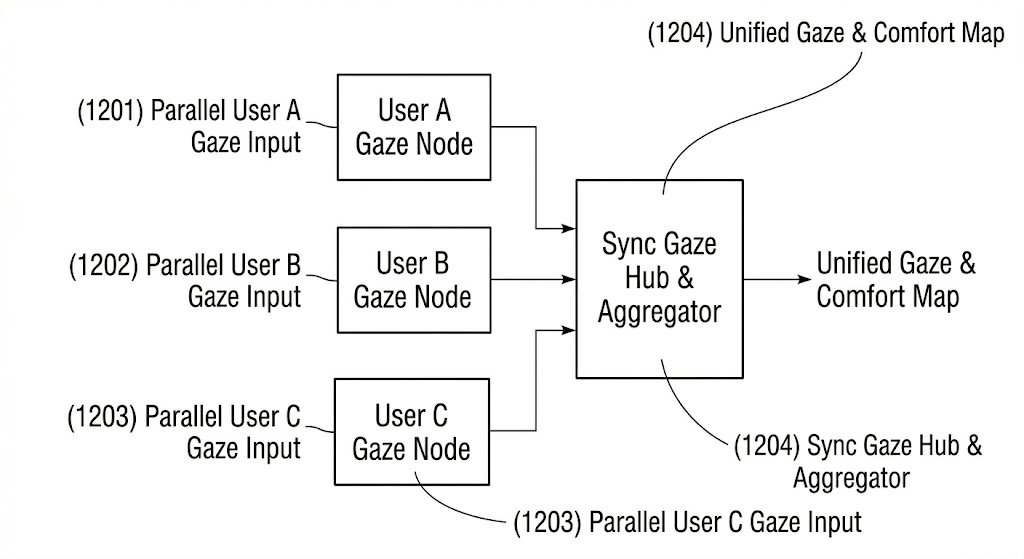 (1204) Unified Gaze & Comfort Map
(1201) Parallel User A
Gaze Input
User A
Gaze Node
(1202) Parallel User B
Gaze Input
User B
Gaze Node
Sync Gaze
Hub &
Aggregator
Unified Gaze &
Comfort Map
(1203) Parallel User C
Gaze Input
User C
Gaze Node
(1204) Sync Gaze Hub &
Aggregator
(1203) Parallel User C Gaze Input